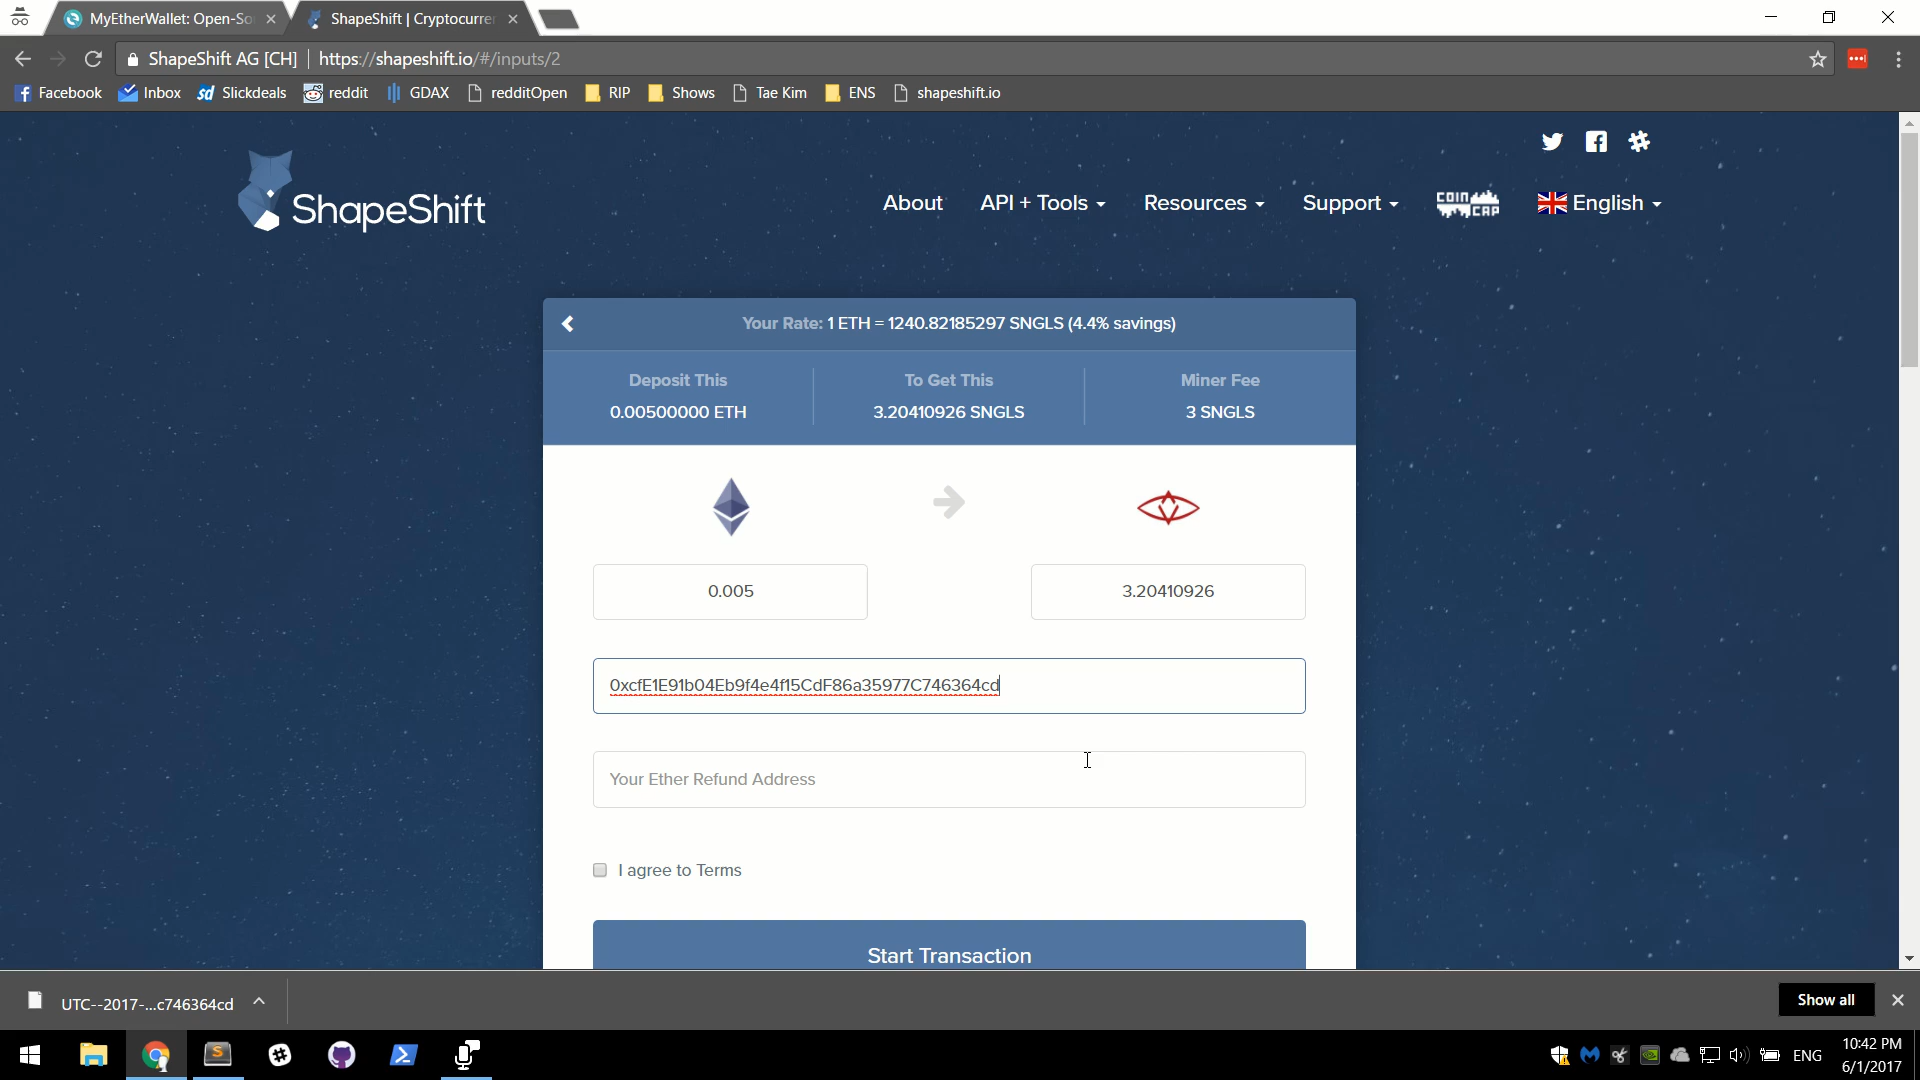 MyEtherWallet: Open-So
ShapeShift | Cryptocurre
ShapeShift AG [CH] | https://shapeshift.io/#/inputs/2
Facebook Inbox sd Slickdeals reddit GDAX redditOpen RIP Shows Tae Kim ENS shapeshift.io
ShapeShift
About API + Tools Resources Support COIN CAP English
Your Rate: 1 ETH = 1240.82185297 SNGLS (4.4% savings)
Deposit This To Get This Miner Fee
0.00500000 ETH 3.20410926 SNGLS 3 SNGLS
0.005 3.20410926
0xcfE1E91b04Eb9f4e4f15CdF86a35977C746364cd
Your Ether Refund Address
I agree to Terms
Start Transaction
UTC--2017-...c746364cd Show all
ENG 10:42 PM
6/1/2017